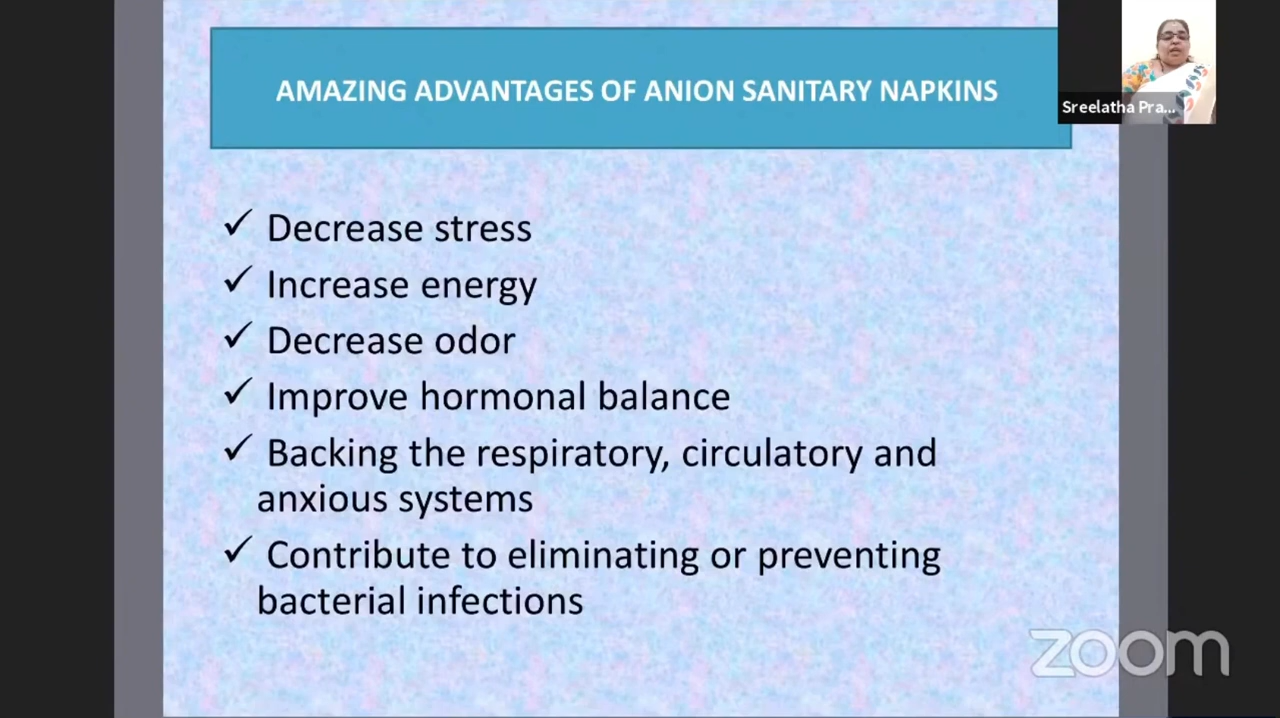 AMAZING ADVANTAGES OF ANION SANITARY NAPKINS
Sreelatha Pra...
✓ Decrease stress
✓ Increase energy
✓ Decrease odor
✓ Improve hormonal balance
✓ Backing the respiratory, circulatory and
anxious systems
✓ Contribute to eliminating or preventing
bacterial infections
zoom